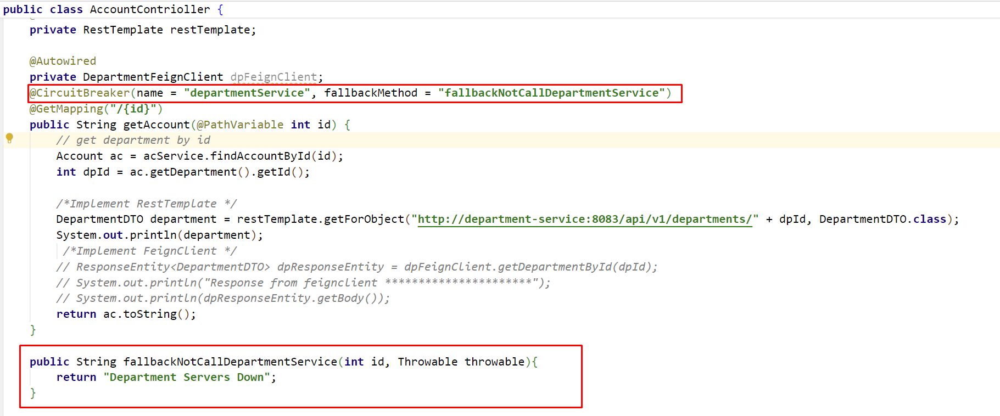 public class AccountContrioller {
private RestTemplate restTemplate;
@Autowired
private DepartmentFeignClient dpFeignClient;
@CircuitBreaker(name = "departmentService", fallbackMethod = "fallbackNotCallDepartmentService")
@GetMapping("/{id}")
public String getAccount(@PathVariable int id) {
// get department by id
Account ac = acService.findAccountById(id);
int dpId = ac.getDepartment().getId();
/*Implement RestTemplate */
DepartmentDTO department = restTemplate.getForObject("http://department-service:8083/api/v1/departments/" + dpId, DepartmentDTO.class);
System.out.println(department);
/*Implement FeignClient */
// ResponseEntity<DepartmentDTO> dpResponseEntity = dpFeignClient.getDepartmentById(dpId);
// System.out.println("Response from feignclient **********************");
// System.out.println(dpResponseEntity.getBody());
return ac.toString();
}
public String fallbackNotCallDepartmentService(int id, Throwable throwable){
return "Department Servers Down";
}